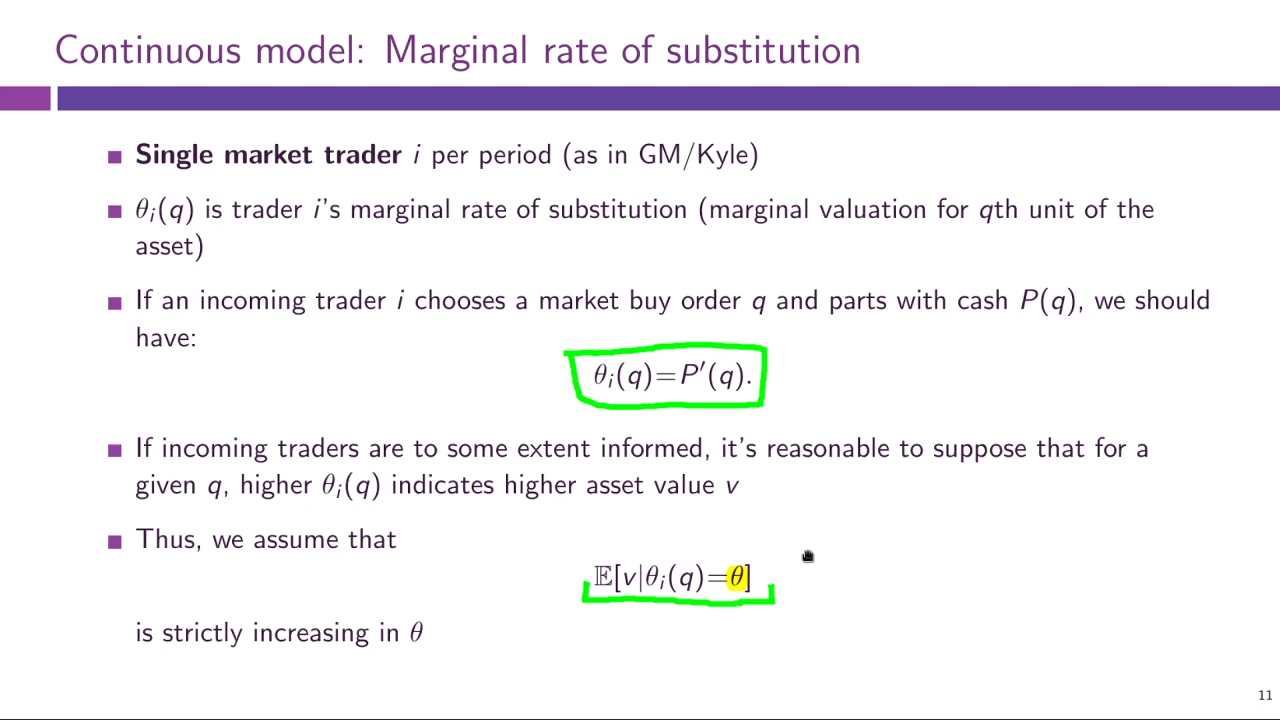 Continuous model: Marginal rate of substitution
Single market trader i per period (as in GM/Kyle)
θᵢ(q) is trader i's marginal rate of substitution (marginal valuation for qth unit of the
asset)
If an incoming trader i chooses a market buy order q and parts with cash P(q), we should
have:
θᵢ(q)=P′(q).
If incoming traders are to some extent informed, it's reasonable to suppose that for a
given q, higher θᵢ(q) indicates higher asset value v
Thus, we assume that
𝔼[v|θᵢ(q)=θ]
is strictly increasing in θ
11